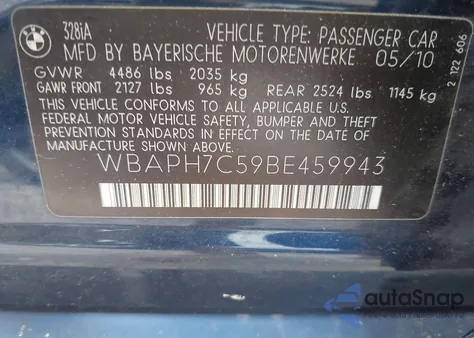 BMW
328iA VEHICLE TYPE: PASSENGER CAR
MFD BY BAYERISCHE MOTORENWERKE 05/10
GVWR 4486 lbs 2035 kg
GAWR FRONT 2127 lbs 965 kg REAR 2524 lbs 1145 kg
THIS VEHICLE CONFORMS TO ALL APPLICABLE U.S.
FEDERAL MOTOR VEHICLE SAFETY, BUMPER AND THEFT
PREVENTION STANDARDS IN EFFECT ON THE DATE OF
MANUFACTURE SHOWN ABOVE.
WBAPH7C59BE459943
2 122 606
autoSnap